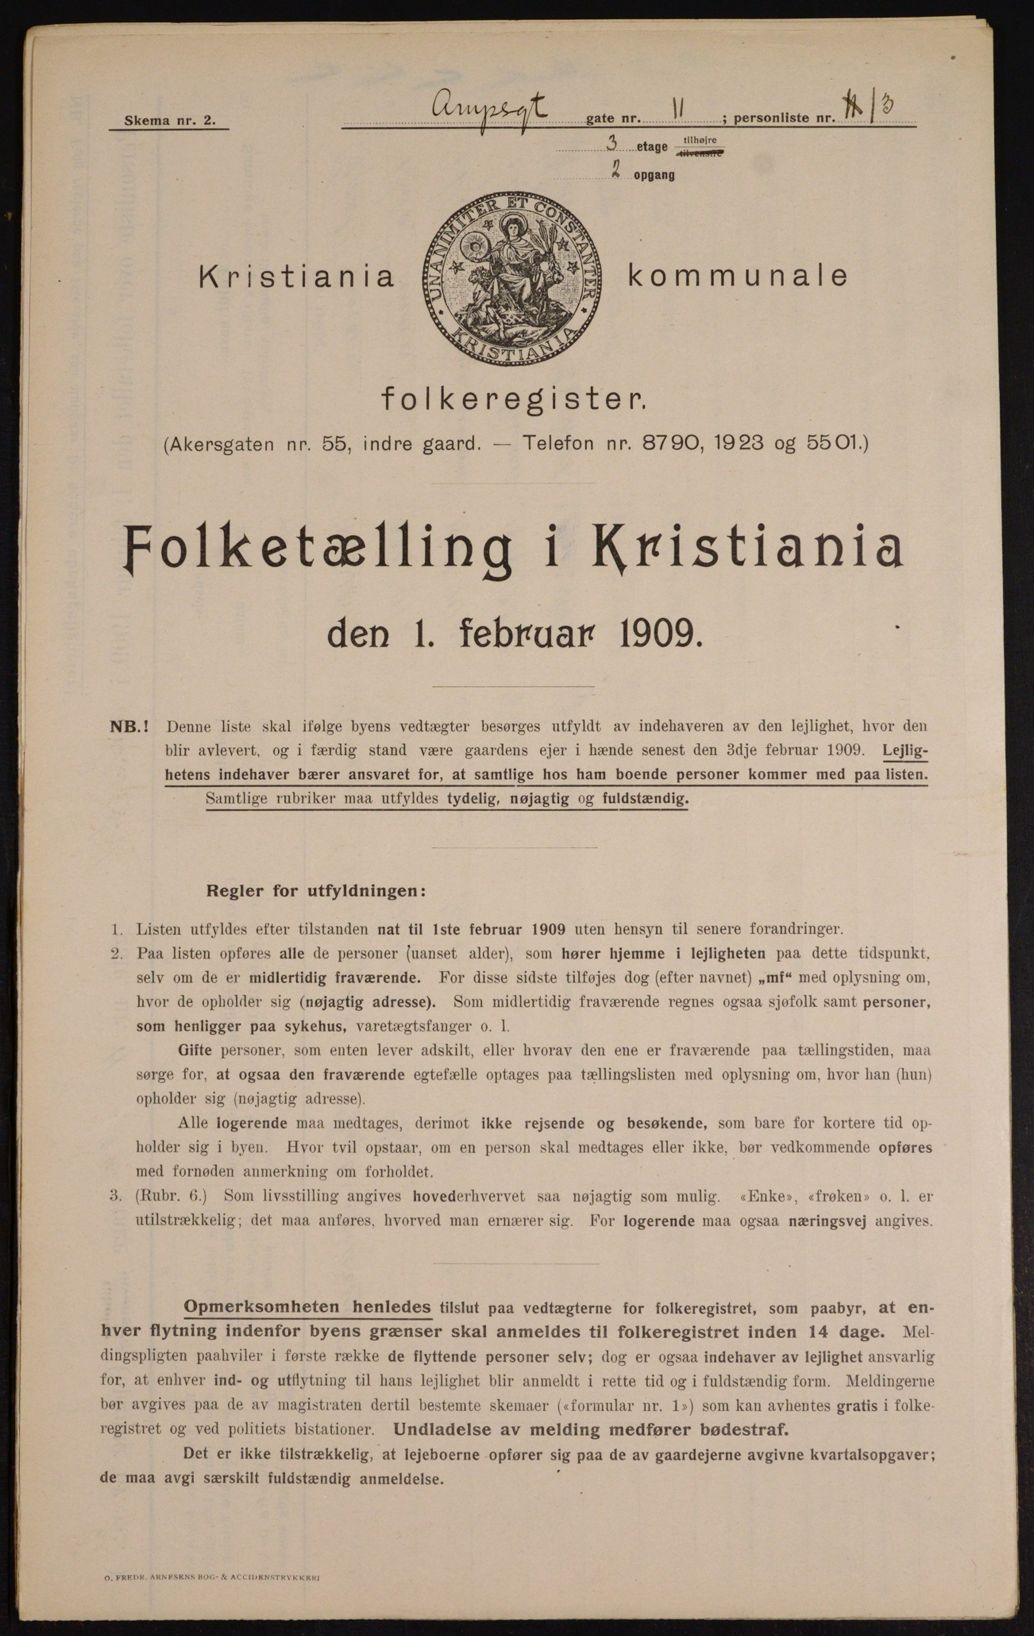 Skema nr. 2.
gate nr. 11 ; personliste nr. 13
3 etage tilhøjre tilvenstre
2 opgang
UNANIMITER ET CONSTANTER
KRISTIANIA
Kristiania kommunale
folkeregister.
(Akersgaten nr. 55, indre gaard. — Telefon nr. 8790, 1923 og 5501.)
Folketælling i Kristiania
den 1. februar 1909.
NB.! Denne liste skal ifølge byens vedtægter besørges utfyldt av indehaveren av den lejlighet, hvor den
blir avlevert, og i færdig stand være gaardens ejer i hænde senest den 3dje februar 1909. Lejlig-
hetens indehaver bærer ansvaret for, at samtlige hos ham boende personer kommer med paa listen.
Samtlige rubriker maa utfyldes tydelig, nøjagtig og fuldstændig.
Regler for utfyldningen:
1. Listen utfyldes efter tilstanden nat til 1ste februar 1909 uten hensyn til senere forandringer.
2. Paa listen opføres alle de personer (uanset alder), som hører hjemme i lejligheten paa dette tidspunkt,
selv om de er midlertidig fraværende. For disse sidste tilføjes dog (efter navnet) „mf“ med oplysning om,
hvor de opholder sig (nøjagtig adresse). Som midlertidig fraværende regnes ogsaa sjøfolk samt personer,
som henligger paa sykehus, varetægtsfanger o. l.
Gifte personer, som enten lever adskilt, eller hvorav den ene er fraværende paa tællingstiden, maa
sørge for, at ogsaa den fraværende egtefælle optages paa tællingslisten med oplysning om, hvor han (hun)
opholder sig (nøjagtig adresse).
Alle logerende maa medtages, derimot ikke rejsende og besøkende, som bare for kortere tid op-
holder sig i byen. Hvor tvil opstaar, om en person skal medtages eller ikke, bør vedkommende opføres
med fornøden anmerkning om forholdet.
3. (Rubr. 6.) Som livsstilling angives hovederhvervet saa nøjagtig som mulig. «Enke», «frøken» o. l. er
utilstrækkelig; det maa anføres, hvorved man ernærer sig. For logerende maa ogsaa næringsvej angives.
Opmerksomheten henledes tilslut paa vedtægterne for folkeregistret, som paabyr, at en-
hver flytning indenfor byens grænser skal anmeldes til folkeregistret inden 14 dage. Mel-
dingspligten paahviler i første række de flyttende personer selv; dog er ogsaa indehaver av lejlighet ansvarlig
for, at enhver ind- og utflytning til hans lejlighet blir anmeldt i rette tid og i fuldstændig form. Meldingerne
bør avgives paa de av magistraten dertil bestemte skemaer («formular nr. 1») som kan avhentes gratis i folke-
registret og ved politiets bistationer. Undladelse av melding medfører bødestraf.
Det er ikke tilstrækkelig, at lejeboerne opfører sig paa de av gaardejerne avgivne kvartalsopgaver;
de maa avgi særskilt fuldstændig anmeldelse.
O. FREDR. ARNESENS BOG- & ACCIDENSTRYKKERI